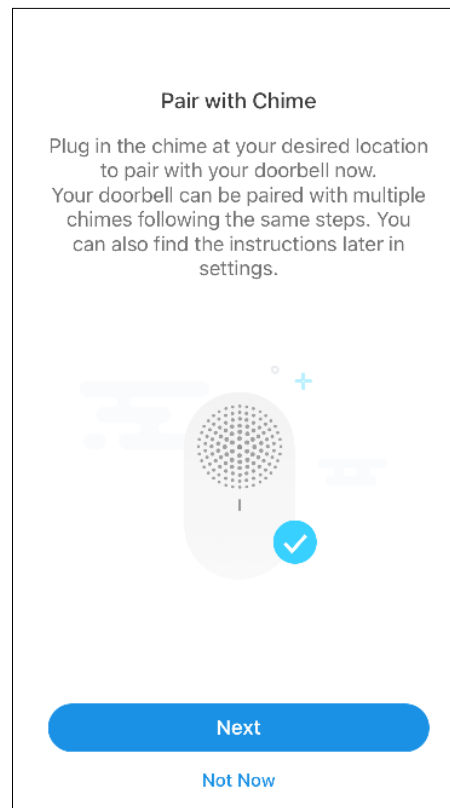 Pair with Chime
Plug in the chime at your desired location
to pair with your doorbell now.
Your doorbell can be paired with multiple
chimes following the same steps. You
can also find the instructions later in
settings.
Next
Not Now